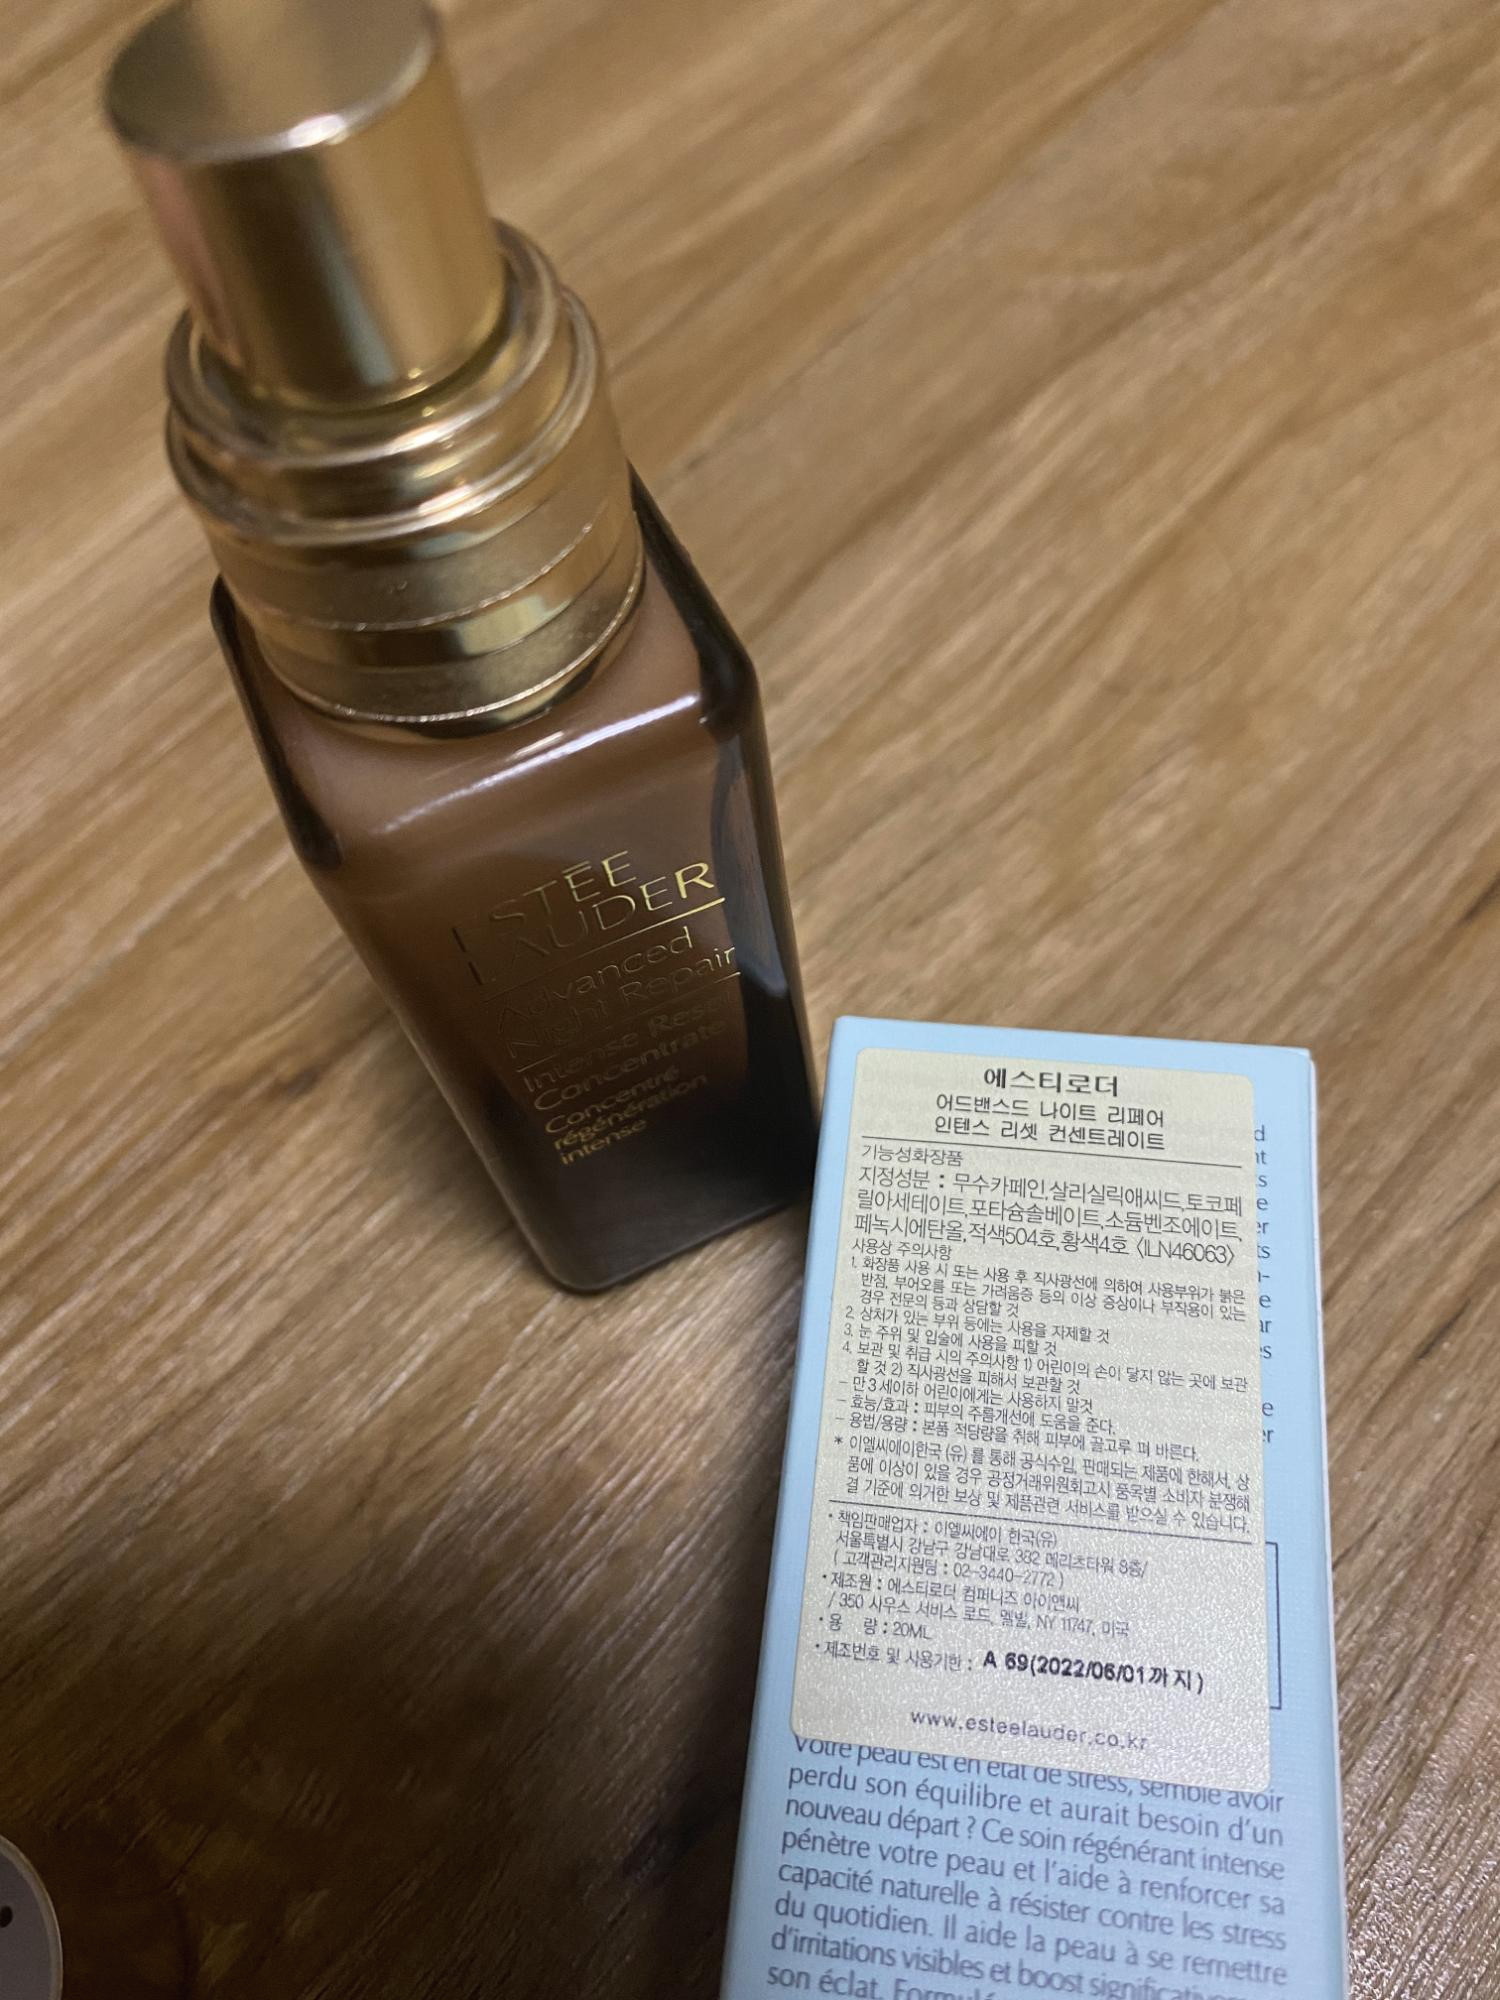 ESTĒE
LAUDER
Advanced
Night Repair
Intense Reset
Concentrate
Concentré
régénération
intense
에스티로더
어드밴스드 나이트 리페어
인텐스 리셋 컨센트레이트
기능성화장품
지정성분 : 무수카페인,살리실릭애씨드,토코페
릴아세테이트,포타슘솔베이트,소듐벤조에이트,
페녹시에탄올,적색504호,황색4호 〈ILN46063〉
사용상 주의사항
1. 화장품 사용 시 또는 사용 후 직사광선에 의하여 사용부위가 붉은
반점, 부어오름 또는 가려움증 등의 이상 증상이나 부작용이 있는
경우 전문의 등과 상담할 것
2. 상처가 있는 부위 등에는 사용을 자제할 것
3. 눈 주위 및 입술에 사용을 피할 것
4. 보관 및 취급 시의 주의사항 1) 어린이의 손이 닿지 않는 곳에 보관
할 것 2) 직사광선을 피해서 보관할 것
- 만3세이하 어린이에게는 사용하지 말것
- 효능/효과 : 피부의 주름개선에 도움을 준다.
- 용법/용량 : 본품 적당량을 취해 피부에 골고루 펴 바른다.
* 이엘씨에이한국 (유) 를 통해 공식수입, 판매되는 제품에 한해서, 상
품에 이상이 있을 경우 공정거래위원회고시 품목별 소비자 분쟁해
결 기준에 의거한 보상 및 제품관련 서비스를 받으실 수 있습니다.
• 책임판매업자 : 이엘씨에이 한국(유)
서울특별시 강남구 강남대로 382 메리츠타워 8층/
( 고객관리지원팀 : 02-3440-2772 )
• 제조원 : 에스티로더 컴퍼니즈 아이앤씨
/ 350 사우스 서비스 로드, 멜빌, NY 11747, 미국
• 용 량 : 20ML
• 제조번호 및 사용기한 : A 69(2022/06/01까지)
www.esteelauder.co.kr
Votre peau est en état de stress, semble avoir
perdu son équilibre et aurait besoin d'un
nouveau départ ? Ce soin régénérant intense
pénètre votre peau et l'aide à renforcer sa
capacité naturelle à résister contre les stress
du quotidien. Il aide la peau à se remettre
d'irritations visibles et boost
son éclat.